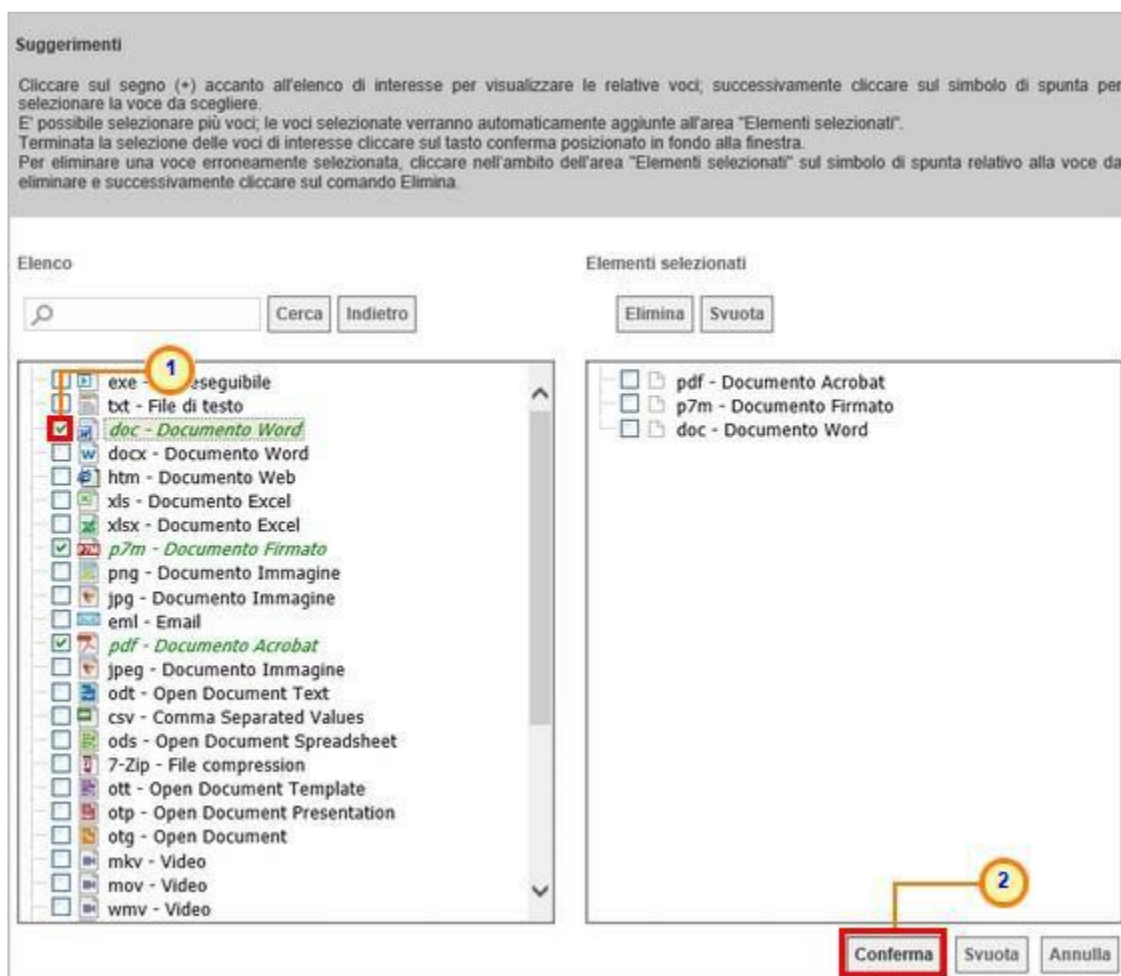 Suggerimenti
Cliccare sul segno (+) accanto all'elenco di interesse per visualizzare le relative voci; successivamente cliccare sul simbolo di spunta per
selezionare la voce da scegliere.
E' possibile selezionare più voci; le voci selezionate verranno automaticamente aggiunte all'area "Elementi selezionati".
Terminata la selezione delle voci di interesse cliccare sul tasto conferma posizionato in fondo alla finestra.
Per eliminare una voce erroneamente selezionata, cliccare nell'ambito dell'area "Elementi selezionati" sul simbolo di spunta relativo alla voce da
eliminare e successivamente cliccare sul comando Elimina.
Elenco
Cerca Indietro
1
exe - eseguibile
txt - File di testo
doc - Documento Word
docx - Documento Word
htm - Documento Web
xls - Documento Excel
xlsx - Documento Excel
p7m - Documento Firmato
png - Documento Immagine
jpg - Documento Immagine
eml - Email
pdf - Documento Acrobat
jpeg - Documento Immagine
odt - Open Document Text
csv - Comma Separated Values
ods - Open Document Spreadsheet
7-Zip - File compression
ott - Open Document Template
otp - Open Document Presentation
otg - Open Document
mkv - Video
mov - Video
wmv - Video
Elementi selezionati
Elimina Svuota
pdf - Documento Acrobat
p7m - Documento Firmato
doc - Documento Word
2
Conferma Svuota Annulla